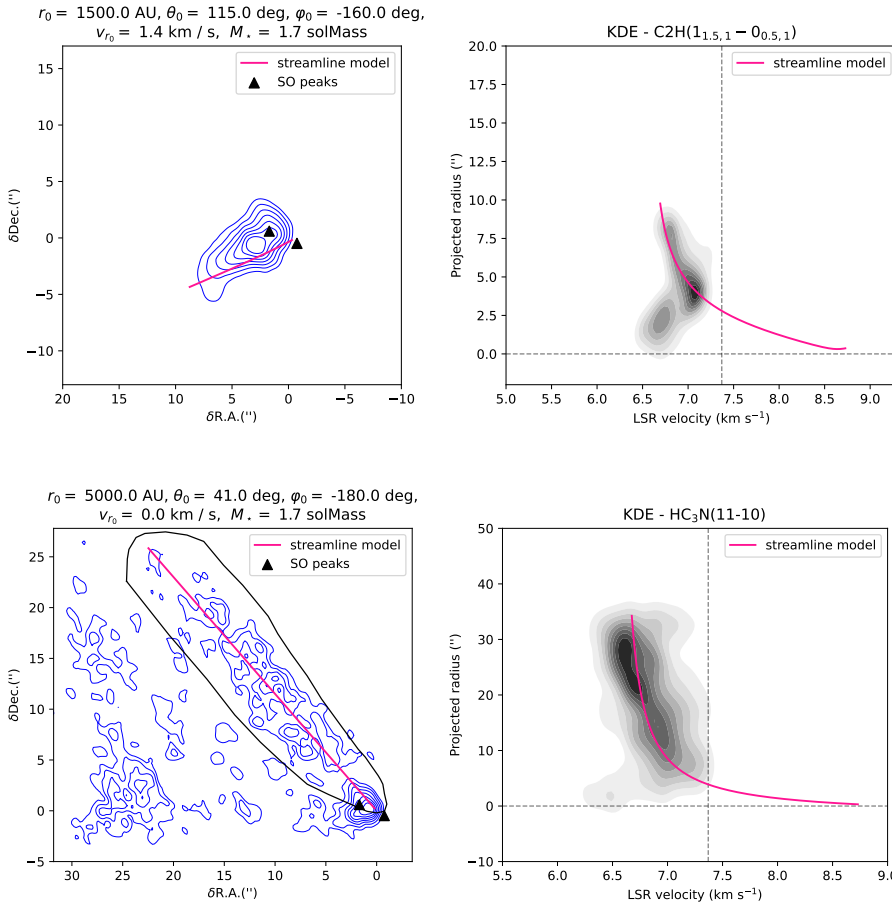 r₀ = 1500.0 AU, θ₀ = 115.0 deg, φ₀ = -160.0 deg,
v_{r₀} = 1.4 km / s, M⋆ = 1.7 solMass
streamline model
SO peaks
15
10
5
0
−5
−10
δDec.('')
20 15 10 5 0 −5 −10
δR.A.('')
KDE - C2H(1₁.₅,₁ − 0₀.₅,₁)
streamline model
20.0
17.5
15.0
12.5
10.0
7.5
5.0
2.5
0.0
Projected radius ('')
5.0 5.5 6.0 6.5 7.0 7.5 8.0 8.5 9.0
LSR velocity (km s⁻¹)
r₀ = 5000.0 AU, θ₀ = 41.0 deg, φ₀ = -180.0 deg,
v_{r₀} = 0.0 km / s, M⋆ = 1.7 solMass
streamline model
SO peaks
25
20
15
10
5
0
−5
δDec.('')
30 25 20 15 10 5 0
δR.A.('')
KDE - HC₃N(11-10)
streamline model
50
40
30
20
10
0
−10
Projected radius ('')
5.5 6.0 6.5 7.0 7.5 8.0 8.5 9.0
LSR velocity (km s⁻¹)